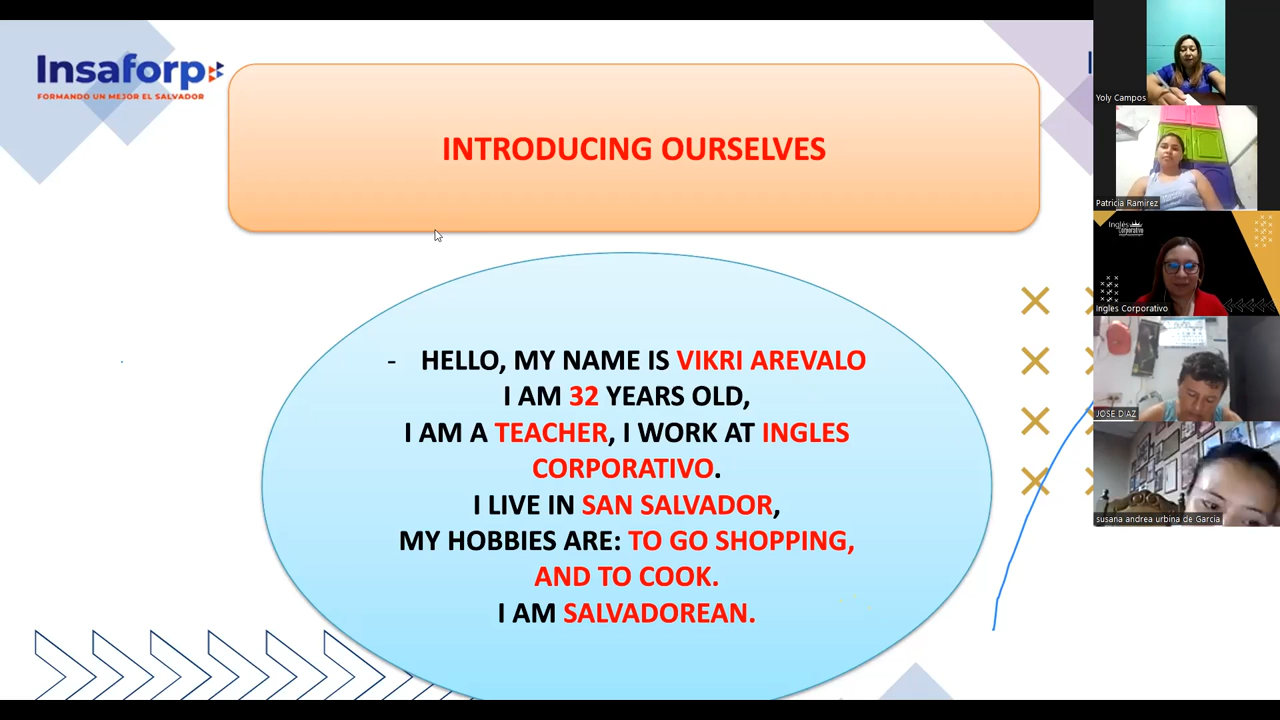 Insaforp
FORMANDO UN MEJOR EL SALVADOR
INTRODUCING OURSELVES
- HELLO, MY NAME IS VIKRI AREVALO
I AM 32 YEARS OLD,
I AM A TEACHER, I WORK AT INGLES
CORPORATIVO.
I LIVE IN SAN SALVADOR,
MY HOBBIES ARE: TO GO SHOPPING,
AND TO COOK.
I AM SALVADOREAN.
Yoly Campos
Patricia Ramirez
Inglés
Corporativo
Ingles Corporativo
JOSE DIAZ
susana andrea urbina de Garcia